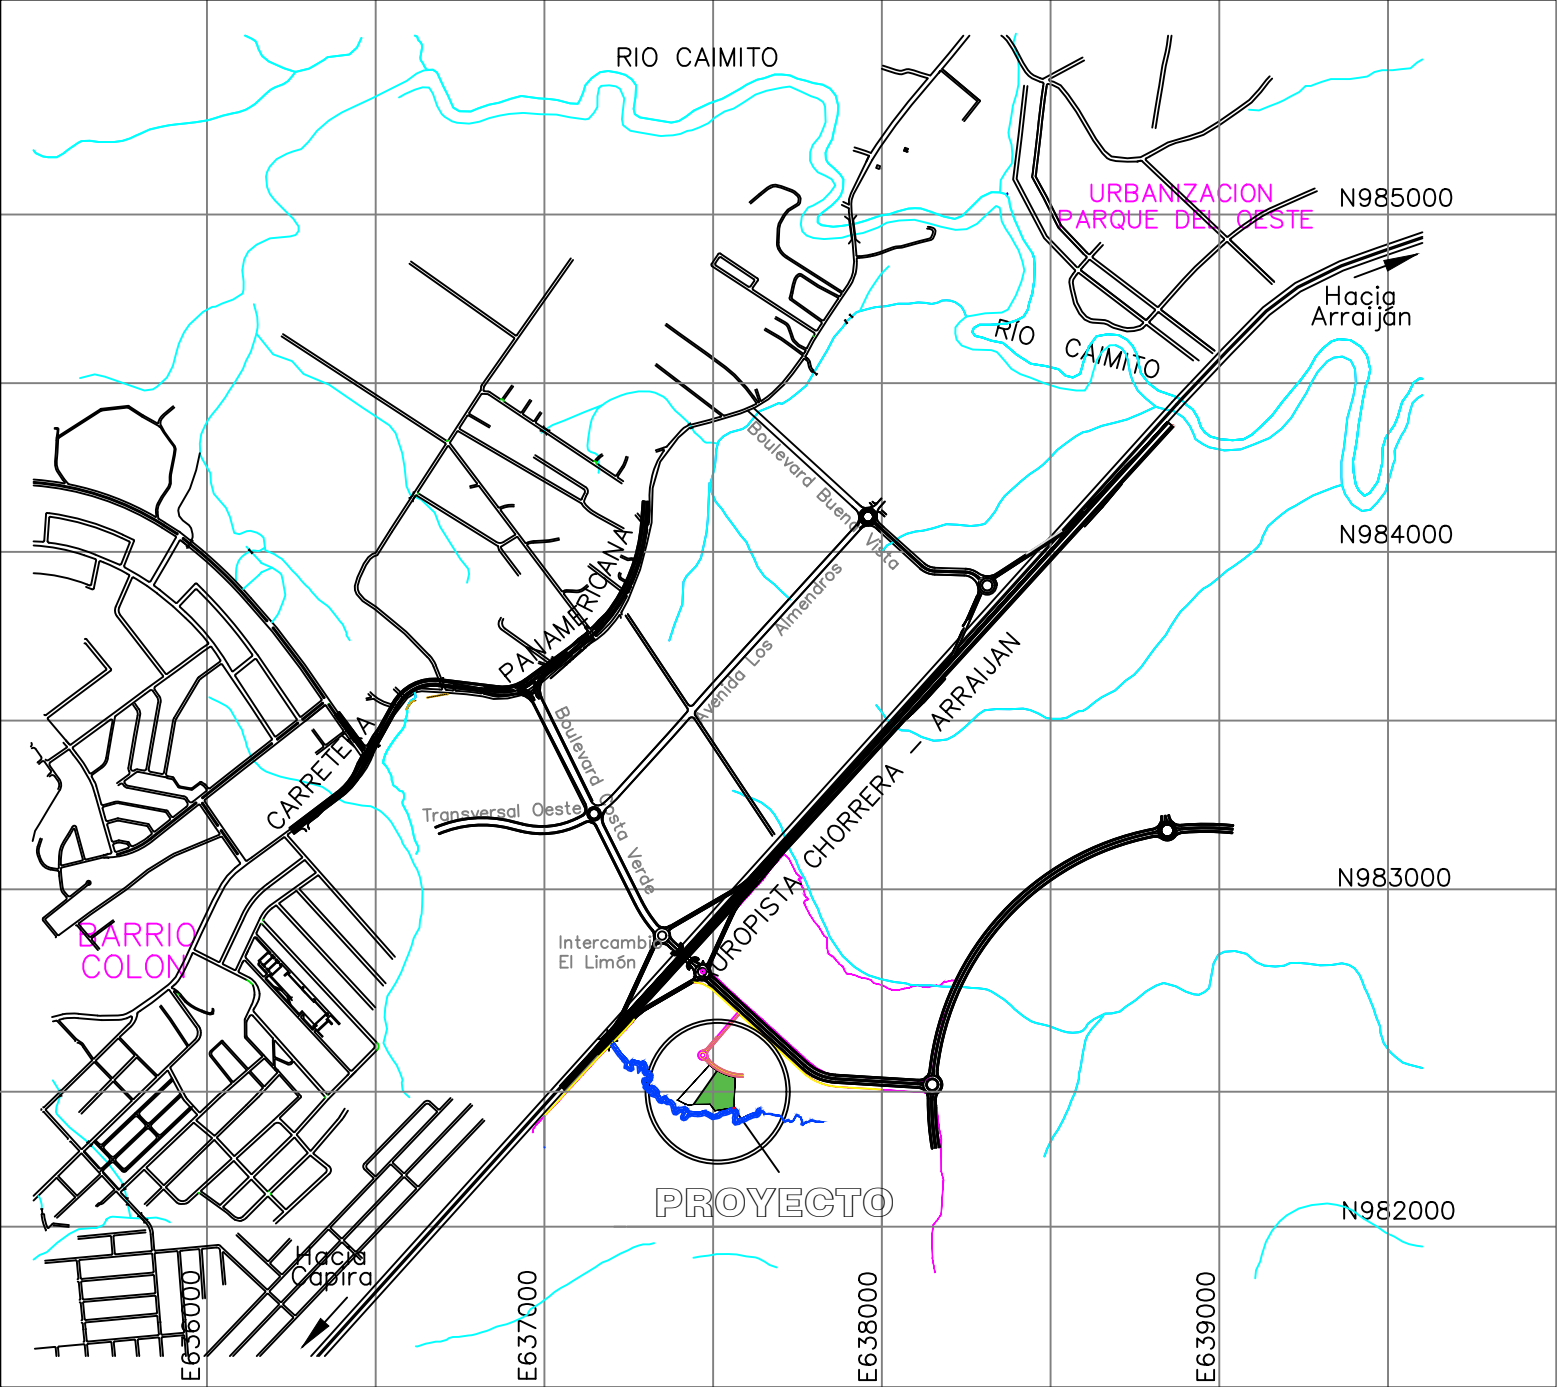 RIO CAIMITO
URBANIZACION
PARQUE DEL OESTE
N985000
Hacia
Arraiján
RIO CAIMITO
Boulevard Buena Vista
N984000
CARRETERA PANAMERICANA
Avenida Los Almendros
Boulevard Costa Verde
Transversal Oeste
AUROPISTA CHORRERA - ARRAIJAN
N983000
BARRIO
COLON
Intercambio
El Limón
PROYECTO
N982000
Hacia
Capira
E636000
E637000
E638000
E639000